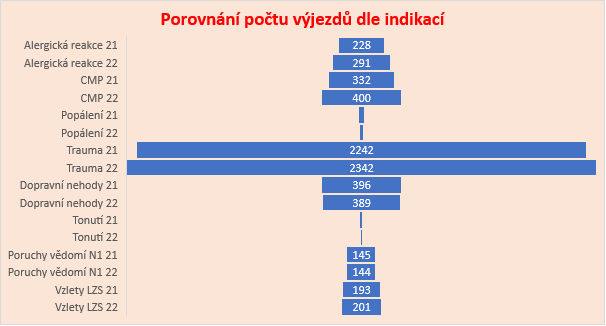 Porovnání počtu výjezdů dle indikací
Alergická reakce 21 228
Alergická reakce 22 291
CMP 21 332
CMP 22 400
Popálení 21
Popálení 22
Trauma 21 2242
Trauma 22 2342
Dopravní nehody 21 396
Dopravní nehody 22 389
Tonutí 21
Tonutí 22
Poruchy vědomí N1 21 145
Poruchy vědomí N1 22 144
Vzlety LZS 21 193
Vzlety LZS 22 201